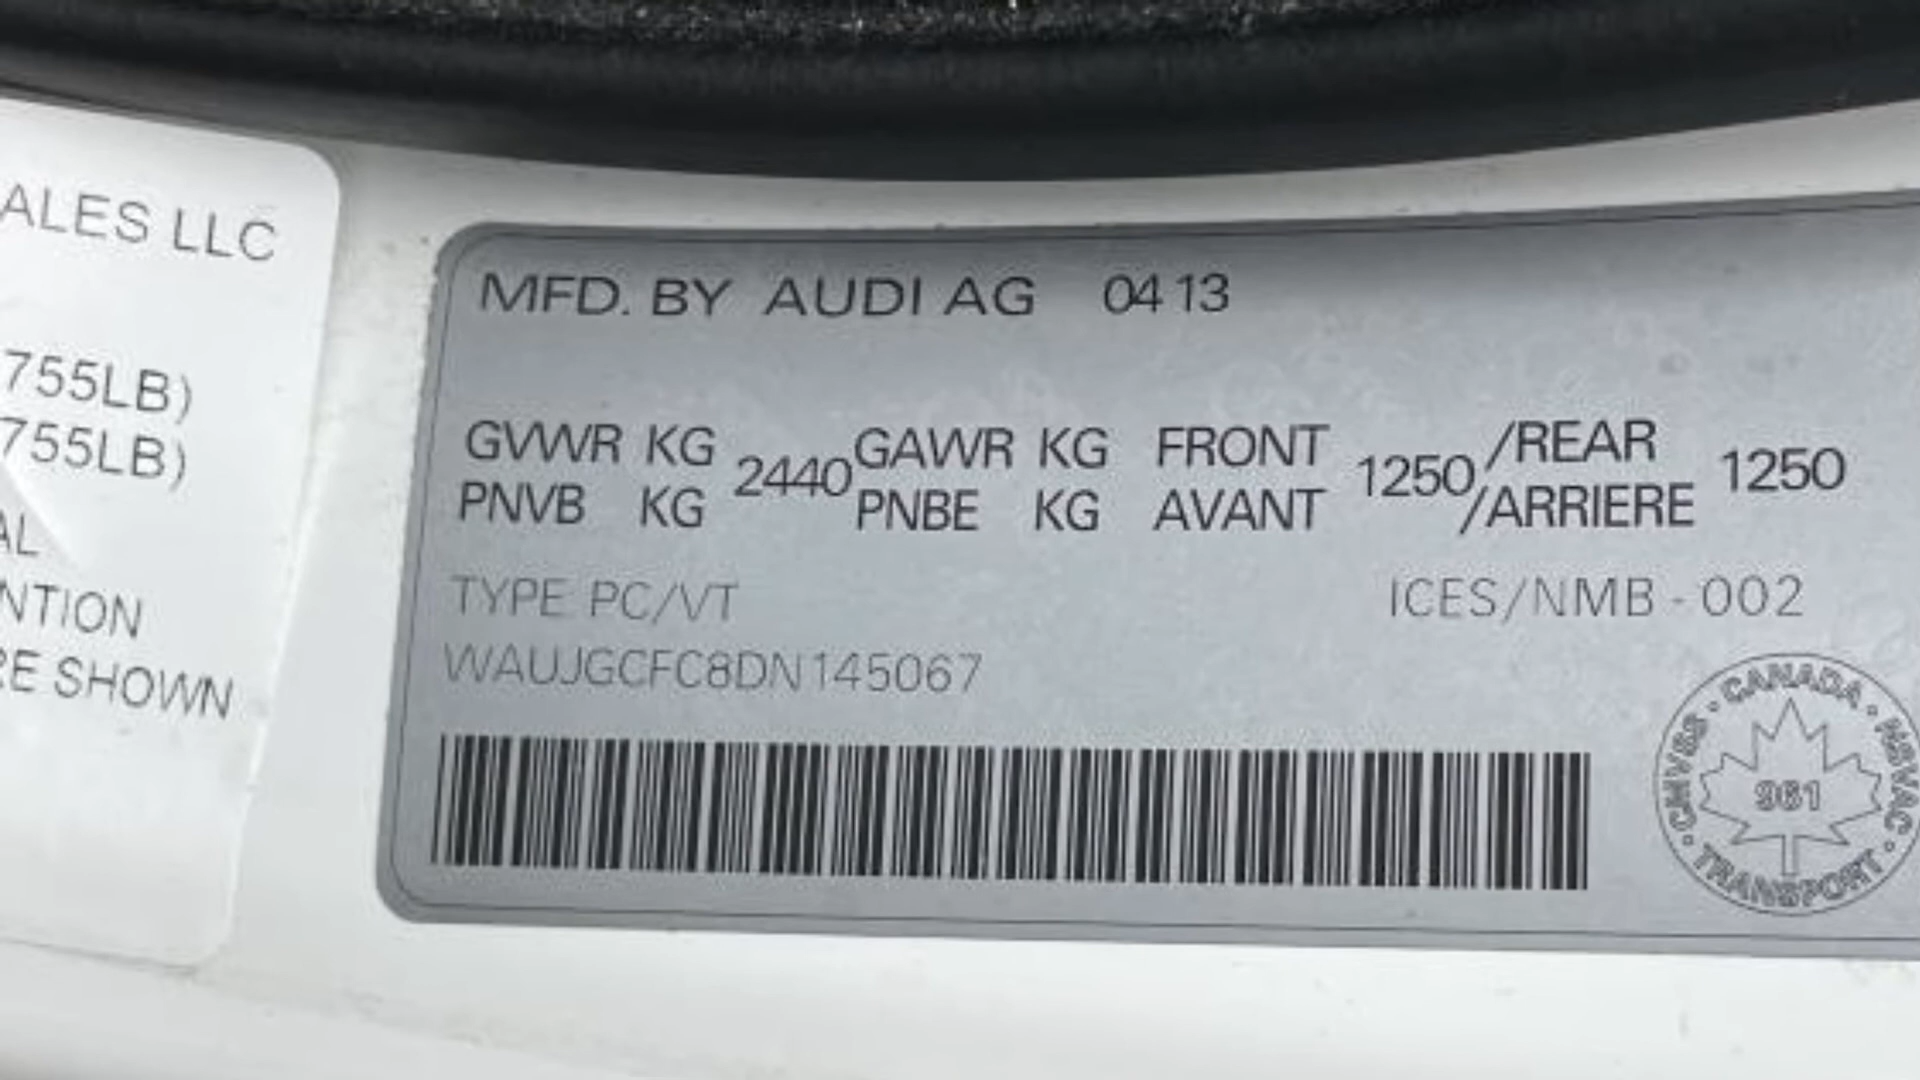 ALES LLC
755LB)
755LB)
AL
NTION
RE SHOWN
MFD. BY AUDI AG 04 13
GVWR KG 2440 GAWR KG FRONT 1250 /REAR 1250
PNVB KG PNBE KG AVANT /ARRIERE
TYPE PC/VT ICES/NMB-002
WAUJGCFC8DN145067
CMVSS · CANADA · NSVAC · TRANSPORT ·
961